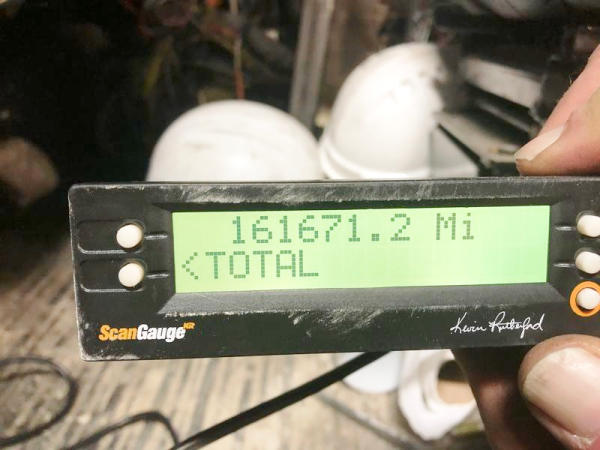 161671.2 Mi
<TOTAL
ScanGauge KR
Kevin Rutherford